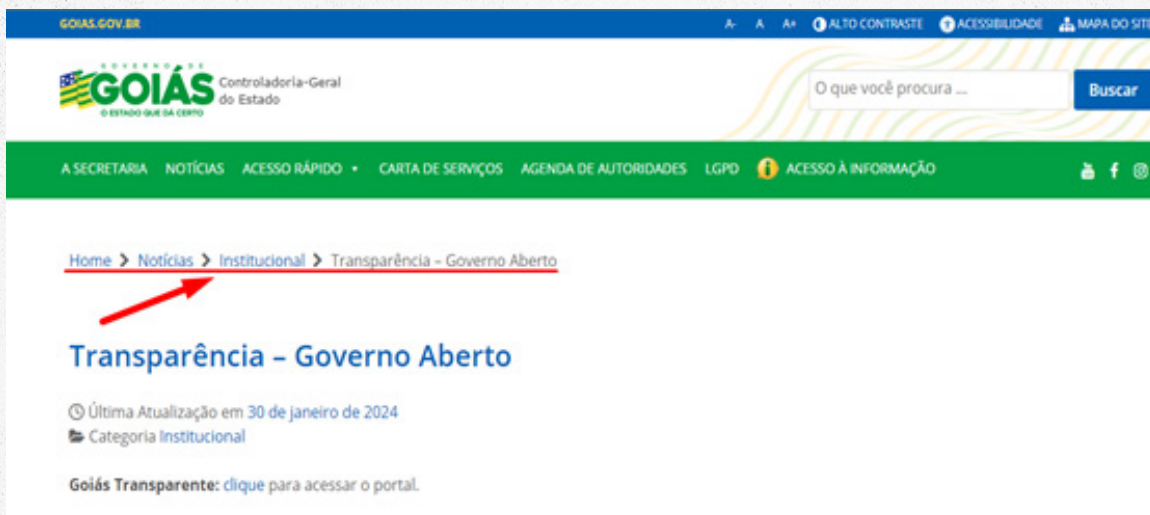 GOIAS.GOV.BR A- A A+ ALTO CONTRASTE ACESSIBILIDADE MAPA DO SITE
GOVERNO DE
GOIÁS
O ESTADO QUE DÁ CERTO
Controladoria-Geral
do Estado
O que você procura ... Buscar
A SECRETARIA NOTÍCIAS ACESSO RÁPIDO CARTA DE SERVIÇOS AGENDA DE AUTORIDADES LGPD ACESSO À INFORMAÇÃO
Home > Notícias > Institucional > Transparência – Governo Aberto
Transparência – Governo Aberto
Última Atualização em 30 de janeiro de 2024
Categoria Institucional
Goiás Transparente: clique para acessar o portal.